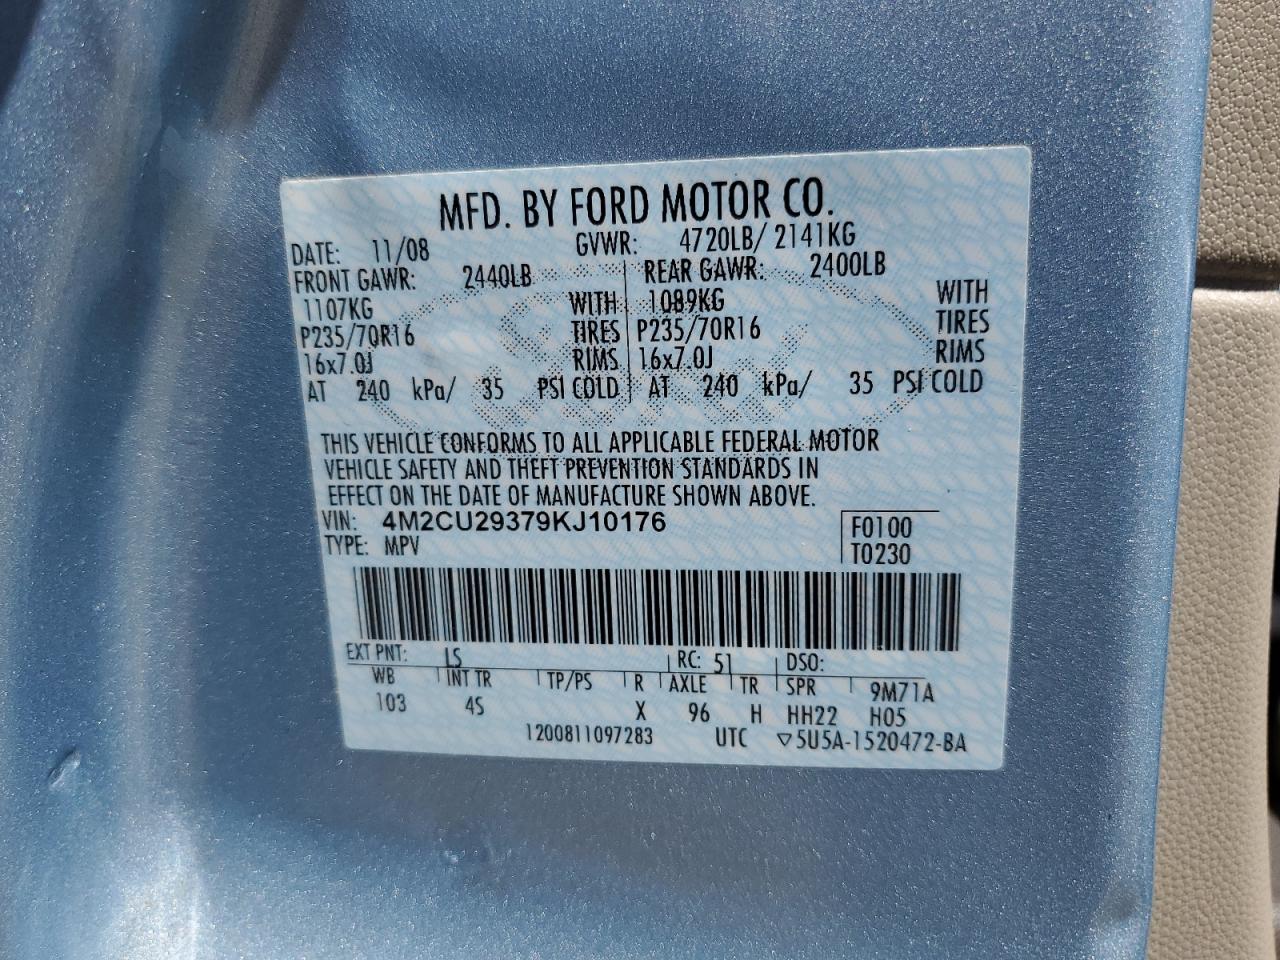 MFD. BY FORD MOTOR CO.
DATE: 11/08 GVWR: 4720LB/ 2141KG
FRONT GAWR: 2440LB REAR GAWR: 2400LB
1107KG WITH 1089KG WITH
P235/70R16 TIRES P235/70R16 TIRES
16x7.0J RIMS 16x7.0J RIMS
AT 240 kPa/ 35 PSI COLD AT 240 kPa/ 35 PSI COLD
THIS VEHICLE CONFORMS TO ALL APPLICABLE FEDERAL MOTOR
VEHICLE SAFETY AND THEFT PREVENTION STANDARDS IN
EFFECT ON THE DATE OF MANUFACTURE SHOWN ABOVE.
VIN: 4M2CU29379KJ10176 F0100
TYPE: MPV T0230
EXT PNT: LS RC: 51 DSO:
WB INT TR TP/PS R AXLE TR SPR 9M71A
103 4S X 96 H HH22 H05
1200811097283 UTC ▽5U5A-1520472-BA